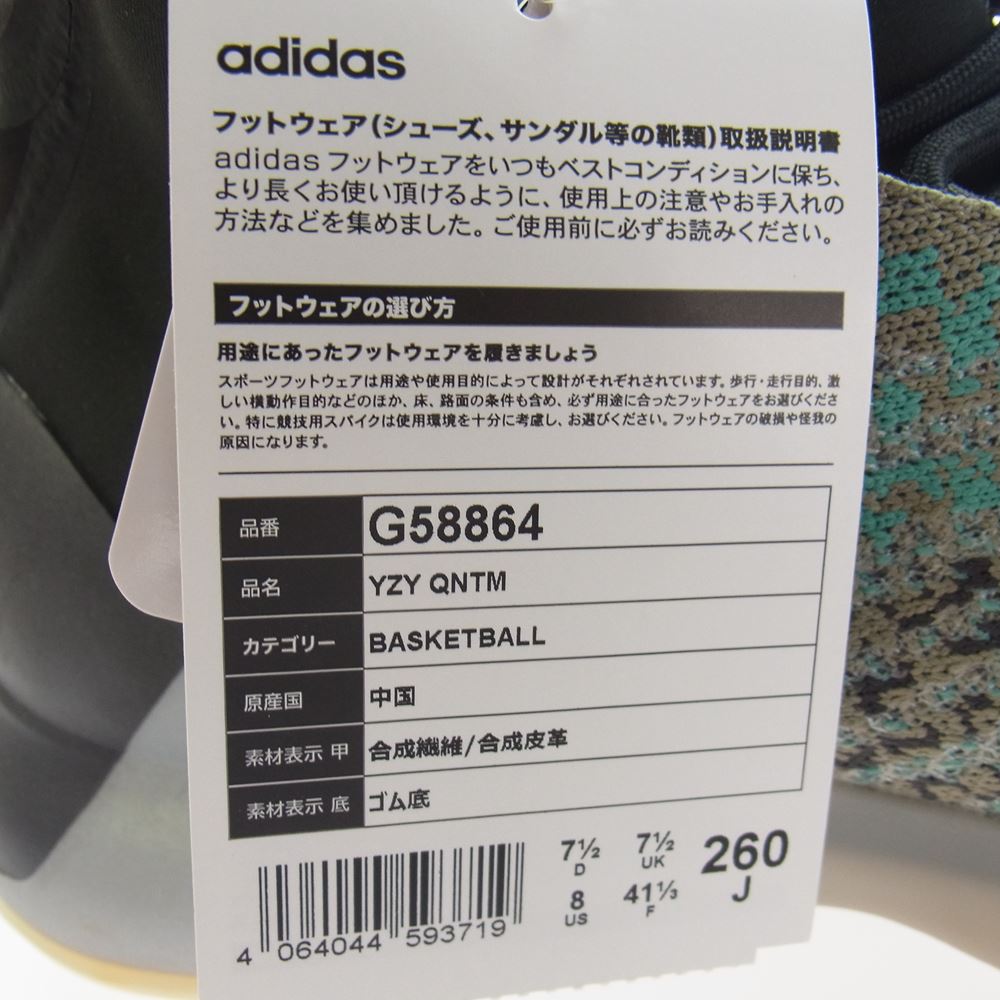 adidas
フットウェア(シューズ、サンダル等の靴類)取扱説明書
adidas フットウェアをいつもベストコンディションに保ち、
より長くお使い頂けるように、使用上の注意やお手入れの
方法などを集めました。ご使用前に必ずお読みください。
フットウェアの選び方
用途にあったフットウェアを履きましょう
スポーツフットウェアは用途や使用目的によって設計がそれぞれされています。歩行・走行目的、激
しい横動作目的などのほか、床、路面の条件も含め、必ず用途に合ったフットウェアをお選びくださ
い。特に競技用スパイクは使用環境を十分に考慮し、お選びください。フットウェアの破損や怪我の
原因になります。
品番 G58864
品名 YZY QNTM
カテゴリー BASKETBALL
原産国 中国
素材表示 甲 合成繊維/合成皮革
素材表示 底 ゴム底
7½ 7½ 260
D UK J
8 41⅓
US F
4 064044 593719